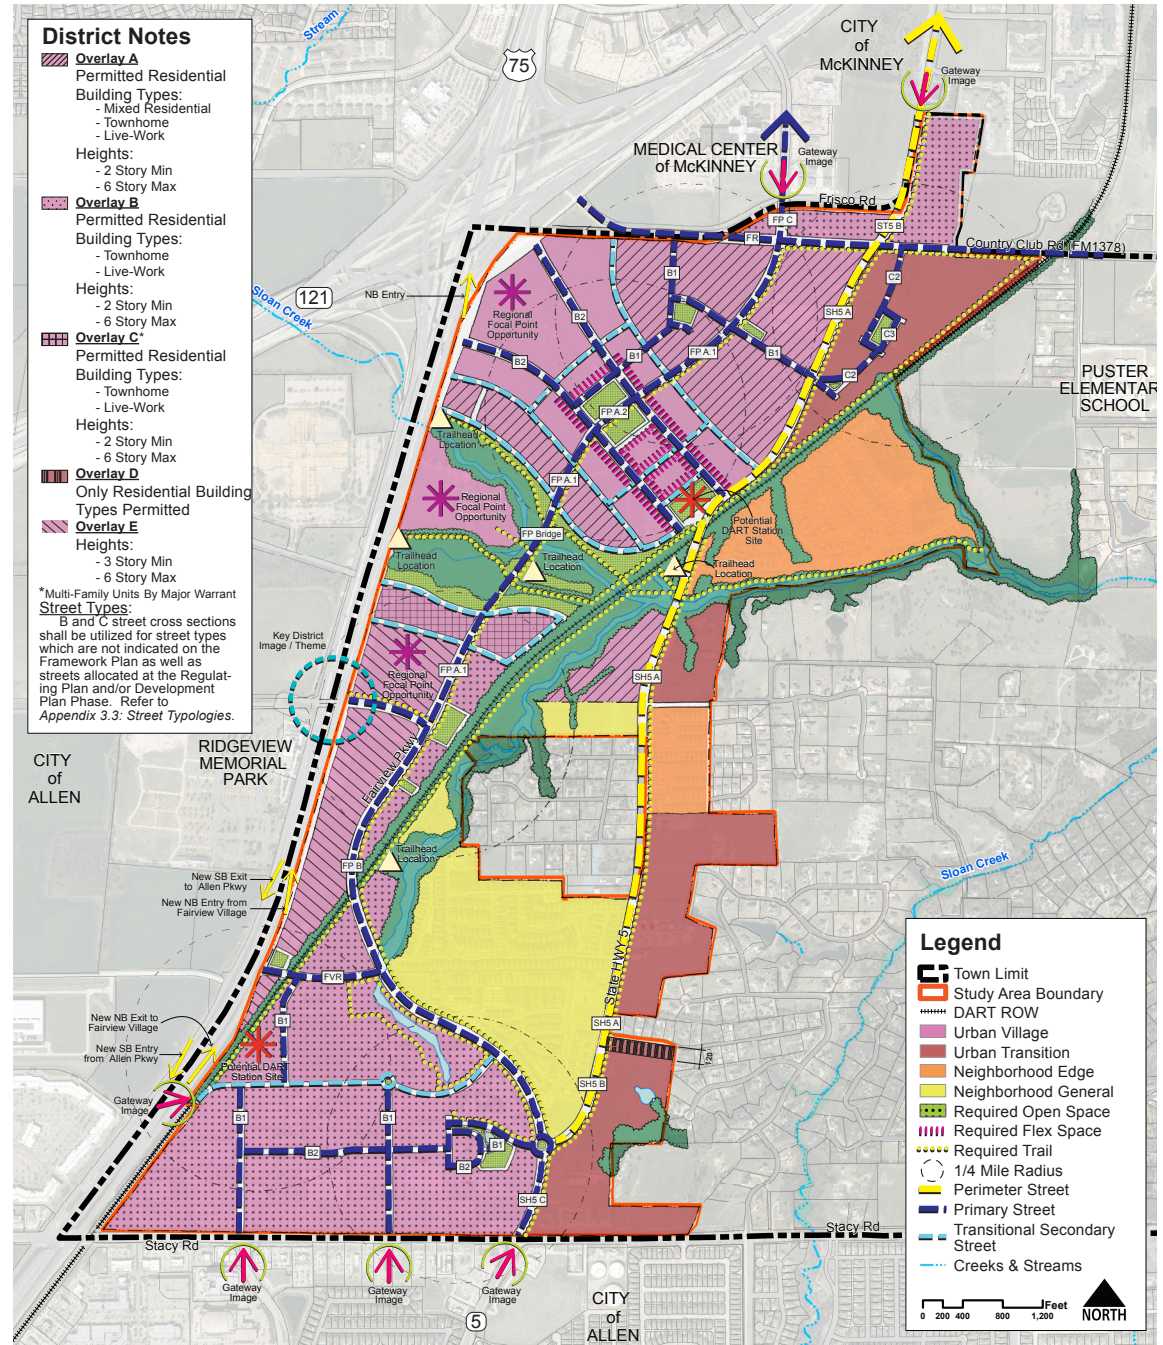 District Notes
Overlay A
Permitted Residential
Building Types:
- Mixed Residential
- Townhome
- Live-Work
Heights:
- 2 Story Min
- 6 Story Max
Overlay B
Permitted Residential
Building Types:
- Townhome
- Live-Work
Heights:
- 2 Story Min
- 6 Story Max
Overlay C*
Permitted Residential
Building Types:
- Townhome
- Live-Work
Heights:
- 2 Story Min
- 6 Story Max
Overlay D
Only Residential Building
Types Permitted
Overlay E
Heights:
- 3 Story Min
- 6 Story Max
*Multi-Family Units By Major Warrant
Street Types:
B and C street cross sections
shall be utilized for street types
which are not indicated on the
Framework Plan as well as
streets allocated at the Regulat-
ing Plan and/or Development
Plan Phase. Refer to
Appendix 3.3: Street Typologies.
Stream
75
CITY
of
McKINNEY
Gateway
Image
MEDICAL CENTER
of McKINNEY
Gateway
Image
Frisco Rd
FP C
ST5 B
FR
Country Club Rd (FM1378)
121
Sloan Creek
NB Entry
Regional
Focal Point
Opportunity
B1
C2
B2
SH5 A
C3
B2
B1
FP A.1
B1
C2
PUSTER
ELEMENTARY
SCHOOL
FP A.2
Trailhead
Location
FP A.1
Regional
Focal Point
Opportunity
Potential
DART Station
Site
FP Bridge
Trailhead
Location
Trailhead
Location
Trailhead
Location
Key District
Image / Theme
Regional
Focal Point
Opportunity
FP A.1
SH5 A
CITY
of
ALLEN
RIDGEVIEW
MEMORIAL
PARK
Fairview Pkwy
Trailhead
Location
FP B
New SB Exit
to Allen Pkwy
New NB Entry from
Fairview Village
Sloan Creek
State HWY 5
FVR
New NB Exit to
Fairview Village
B1
SH5 A
New SB Entry
from Allen Pkwy
Potential DART
Station Site
120
SH5 B
Gateway
Image
B1
B1
B2
B1
B2
SH5 C
Stacy Rd
Stacy Rd
Gateway
Image
Gateway
Image
Gateway
Image
5
CITY
of
ALLEN
Legend
Town Limit
Study Area Boundary
DART ROW
Urban Village
Urban Transition
Neighborhood Edge
Neighborhood General
Required Open Space
Required Flex Space
Required Trail
1/4 Mile Radius
Perimeter Street
Primary Street
Transitional Secondary
Street
Creeks & Streams
Feet
0 200 400 800 1,200
NORTH